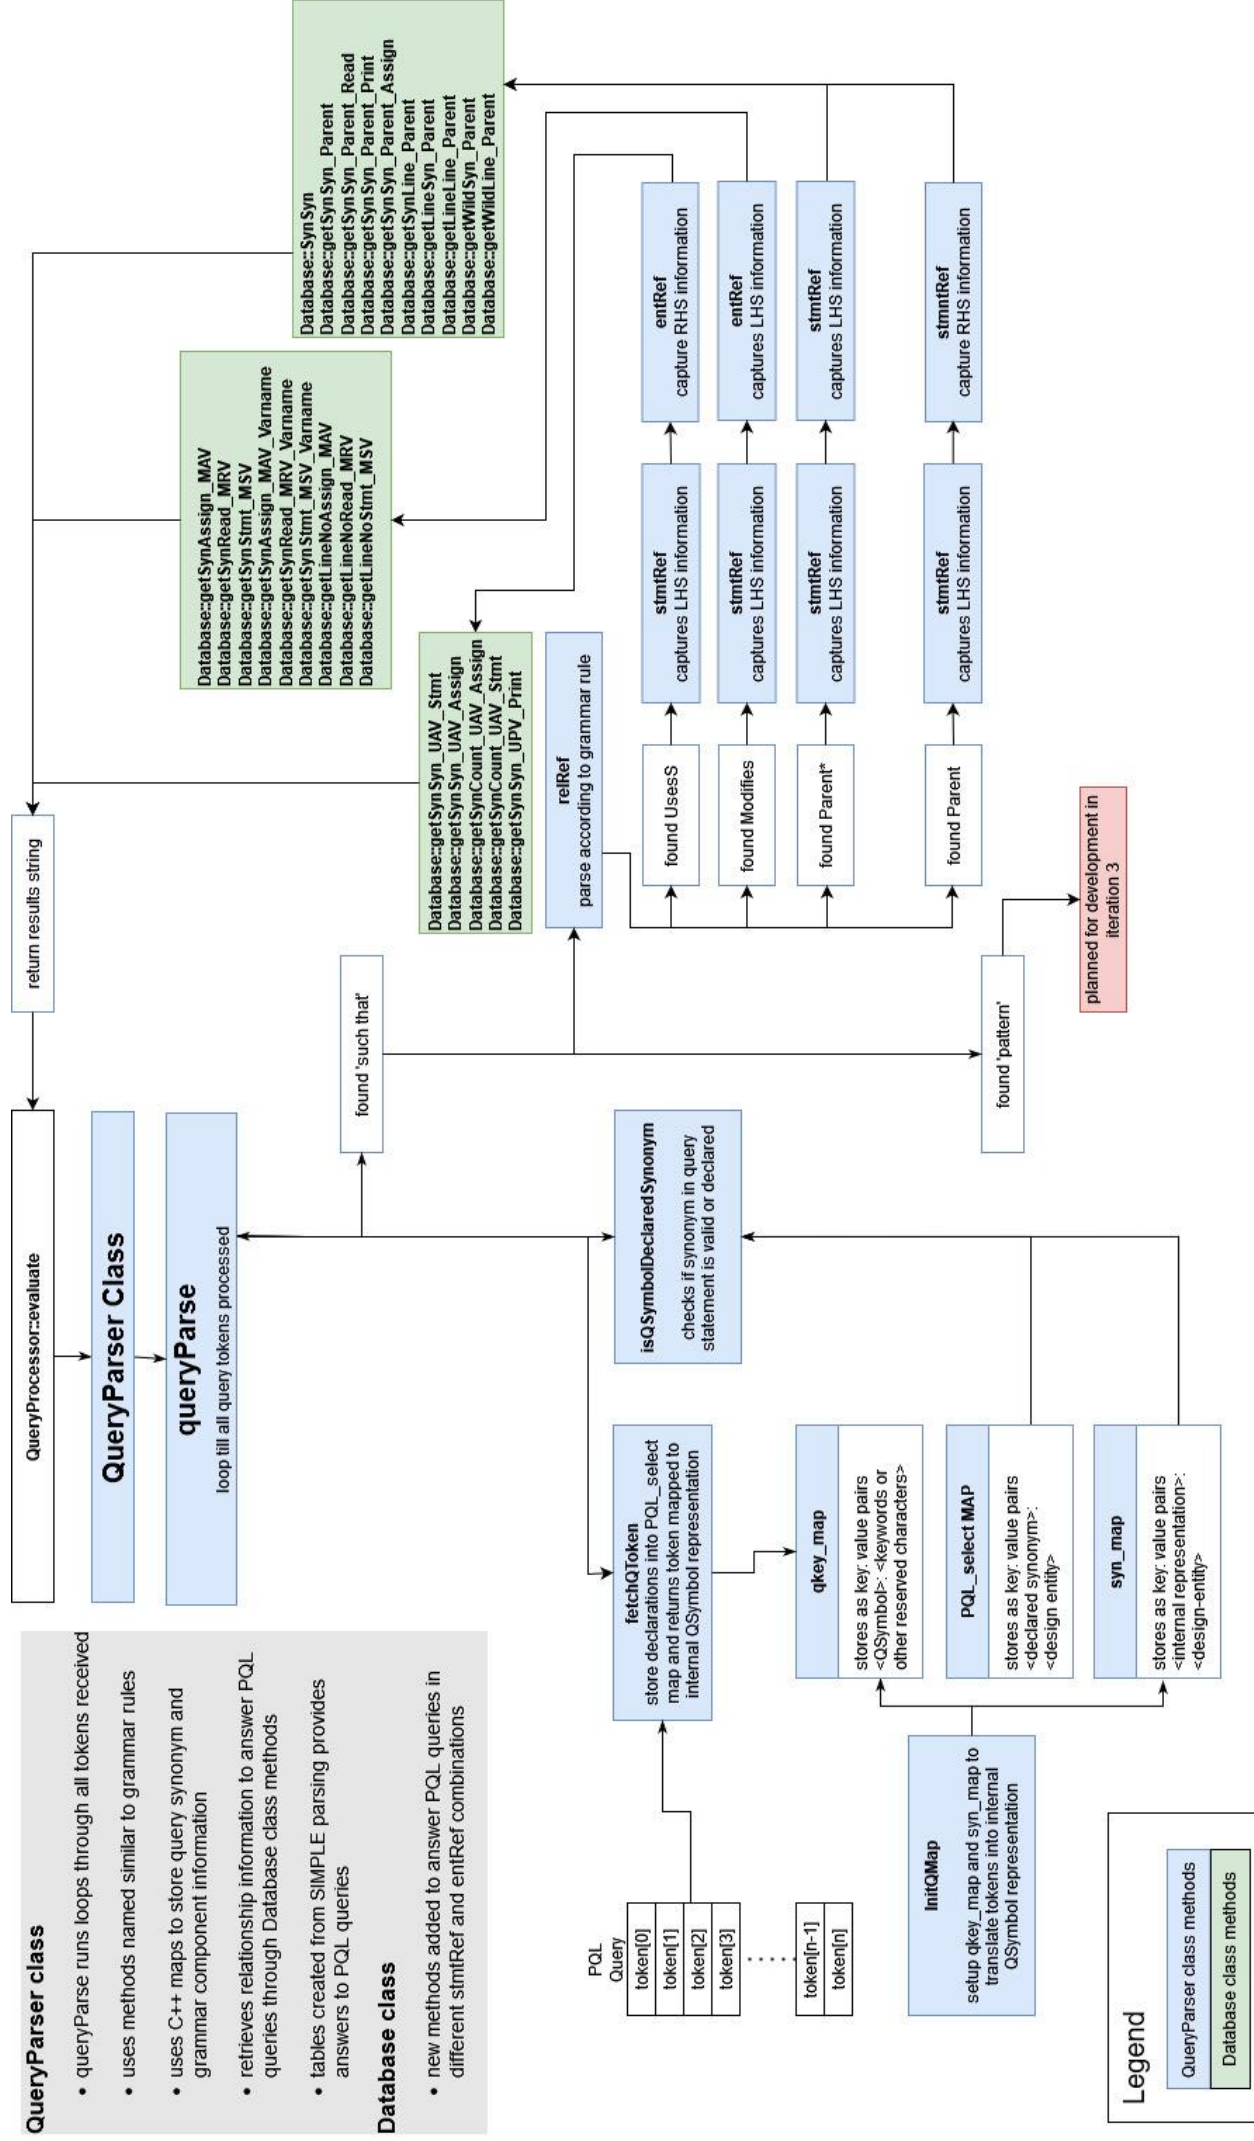 QueryParser class
• queryParse runs loops through all tokens received
• uses methods named similar to grammar rules
• uses C++ maps to store query synonym and
grammar component information
• retrieves relationship information to answer PQL
queries through Database class methods
• tables created from SIMPLE parsing provides
answers to PQL queries
Database class
• new methods added to answer PQL queries in
different stmtRef and entRef combinations
QueryProcessor::evaluate
QueryParser Class
queryParse
loop till all query tokens processed
return results string
found 'such that'
Database::getSynAssign_MAV
Database::getSynRead_MRV
Database::getSynStmt_MSV
Database::getSynAssign_MAV_Varname
Database::getSynRead_MRV_Varname
Database::getSynStmt_MSV_Varname
Database::getLineNoAssign_MAV
Database::getLineNoRead_MRV
Database::getLineNoStmt_MSV
Database::SynSyn
Database::getSynSyn_Parent
Database::getSynSyn_Parent_Read
Database::getSynSyn_Parent_Print
Database::getSynSyn_Parent_Assign
Database::getSynLine_Parent
Database::getLineSyn_Parent
Database::getLineLine_Parent
Database::getWildSyn_Parent
Database::getWildLine_Parent
Database::getSynSyn_UAV_Stmt
Database::getSynSyn_UAV_Assign
Database::getSynCount_UAV_Assign
Database::getSynCount_UAV_Stmt
Database::getSynSyn_UPV_Print
relRef
parse according to grammar rule
found UsesS
stmtRef
captures LHS information
entRef
capture RHS information
found Modifies
stmtRef
captures LHS information
entRef
captures LHS information
found Parent*
stmtRef
captures LHS information
stmtRef
captures LHS information
found Parent
stmtRef
captures LHS information
stmntRef
capture RHS information
found 'pattern'
planned for development in
iteration 3
PQL
Query
token[0]
token[1]
token[2]
token[3]
token[n-1]
token[n]
fetchQToken
store declarations into PQL_select
map and returns token mapped to
internal QSymbol representation
isQSymbolDeclaredSynonym
checks if synonym in query
statement is valid or declared
qkey_map
stores as key: value pairs
<QSymbol>: <keywords or
other reserved characters>
PQL_select MAP
stores as key: value pairs
<declared synonym>:
<design entity>
syn_map
stores as key: value pairs
<internal representation>:
<design-entity>
InitQMap
setup qkey_map and syn_map to
translate tokens into internal
QSymbol representation
Legend
QueryParser class methods
Database class methods